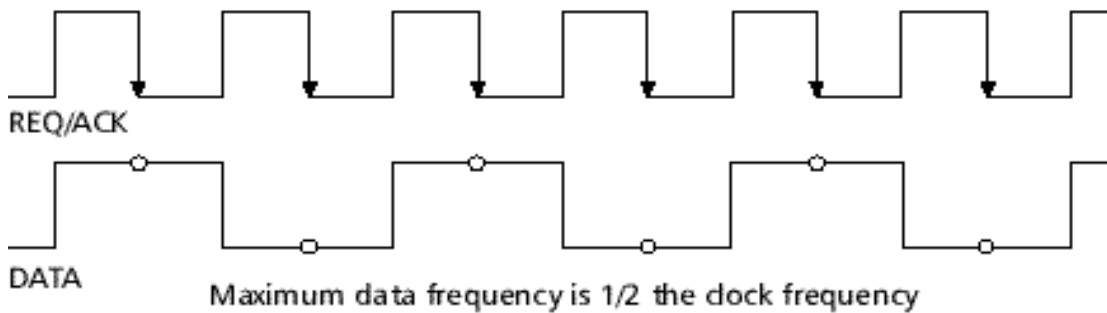 REQ/ACK
DATA
Maximum data frequency is 1/2 the clock frequency